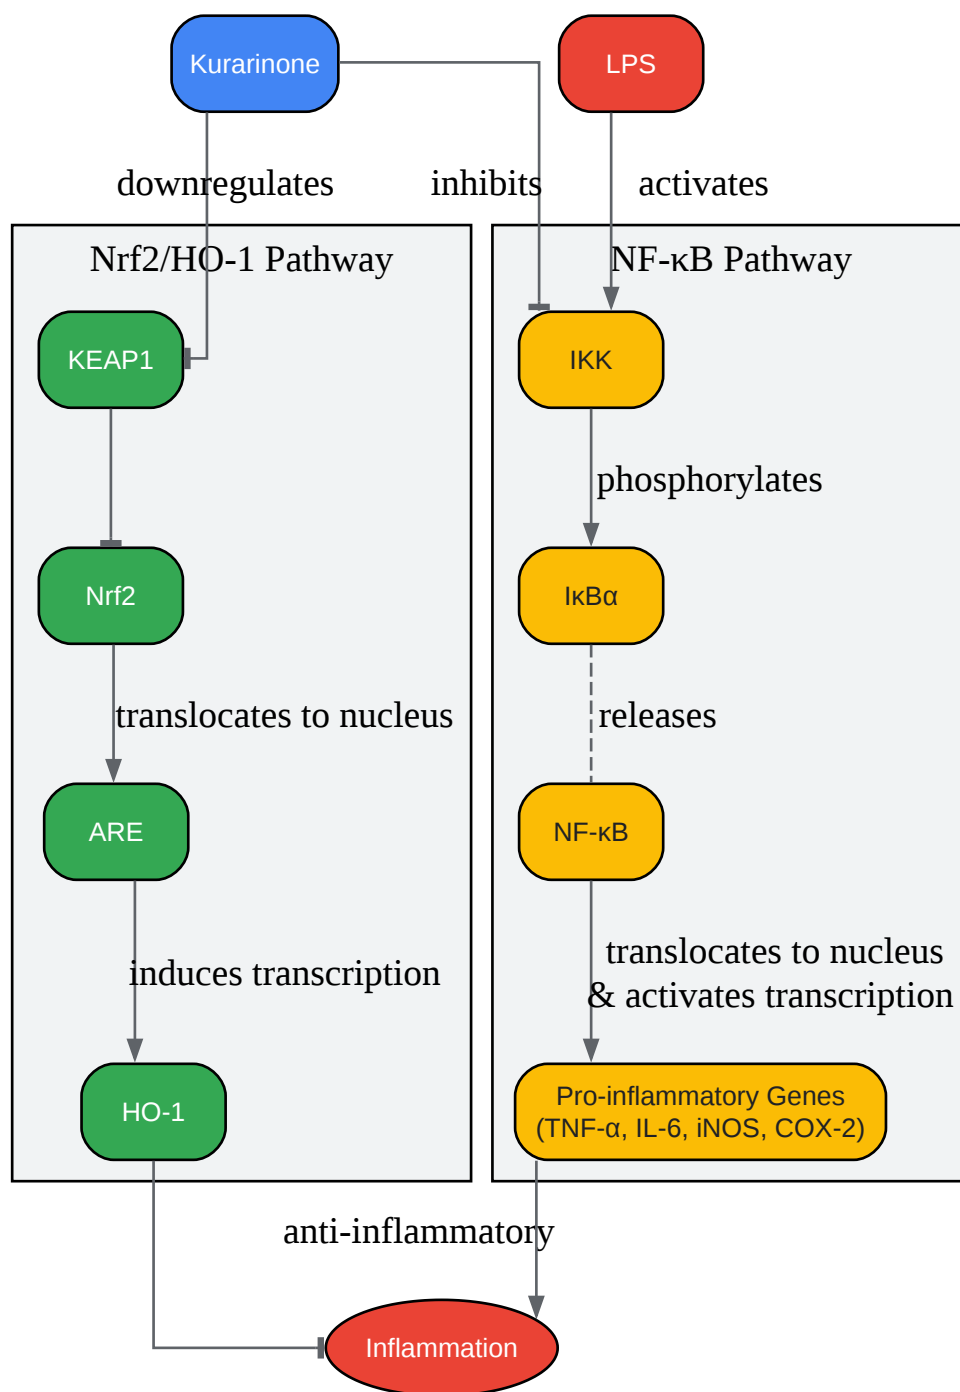 Kurarinone
LPS
downregulates
inhibits
activates
Nrf2/HO-1 Pathway
NF-κB Pathway
KEAP1
IKK
phosphorylates
Nrf2
IκBα
translocates to nucleus
releases
ARE
NF-κB
induces transcription
translocates to nucleus
& activates transcription
HO-1
Pro-inflammatory Genes
(TNF-α, IL-6, iNOS, COX-2)
anti-inflammatory
Inflammation